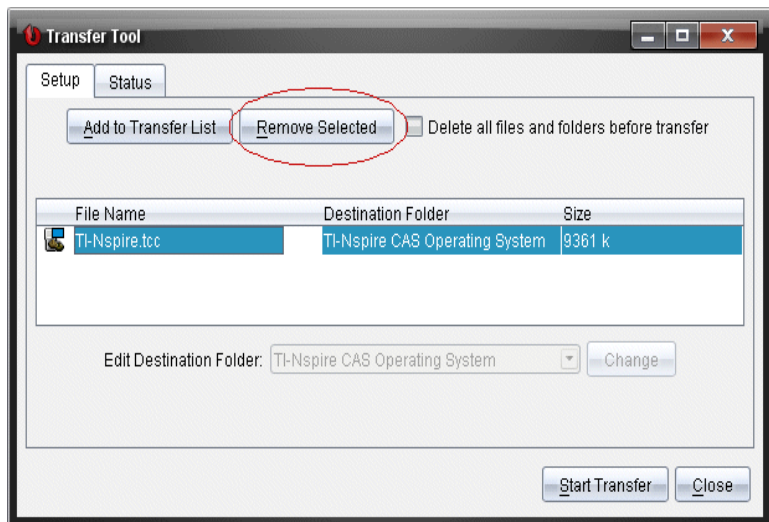 Transfer Tool
Setup Status
Add to Transfer List Remove Selected Delete all files and folders before transfer
File Name Destination Folder Size
TI-Nspire.tcc TI-Nspire CAS Operating System 9361 k
Edit Destination Folder: TI-Nspire CAS Operating System Change
Start Transfer Close